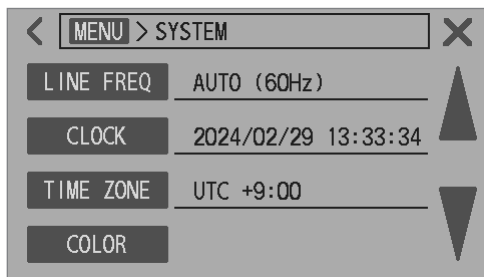 MENU > SYSTEM
LINE FREQ AUTO (60Hz)
CLOCK 2024/02/29 13:33:34
TIME ZONE UTC +9:00
COLOR